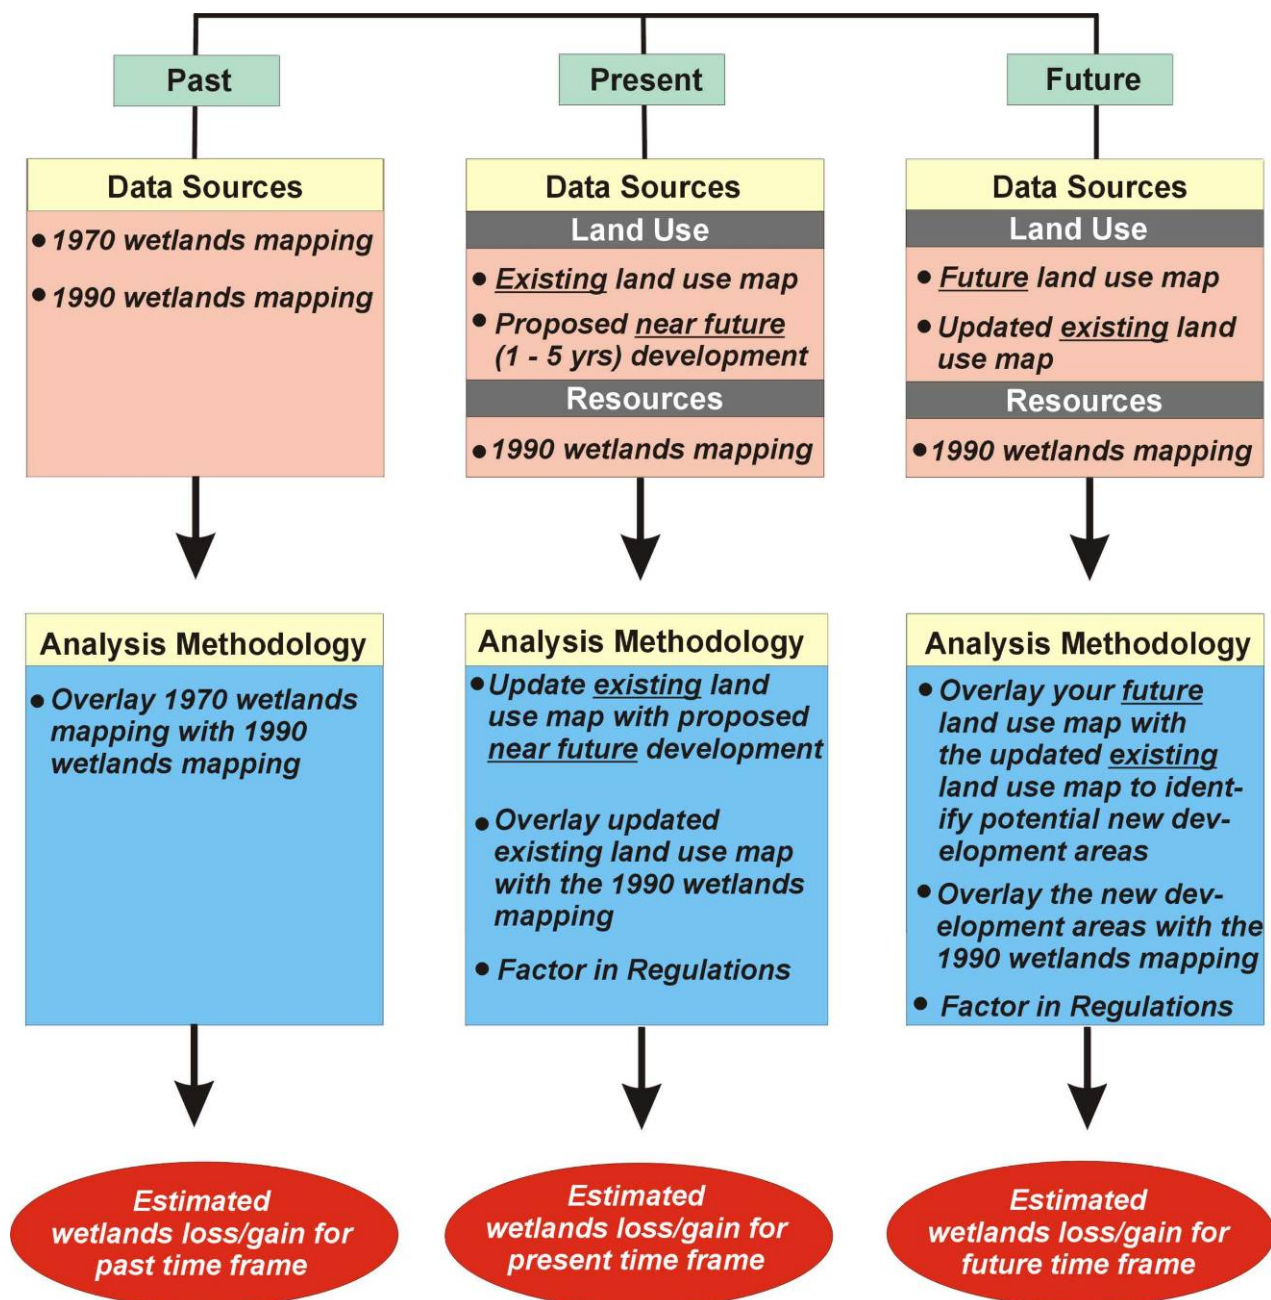 Past
Present
Future
Data Sources
• 1970 wetlands mapping
• 1990 wetlands mapping
Data Sources
Land Use
• Existing land use map
• Proposed near future
(1 - 5 yrs) development
Resources
• 1990 wetlands mapping
Data Sources
Land Use
• Future land use map
• Updated existing land
use map
Resources
• 1990 wetlands mapping
Analysis Methodology
• Overlay 1970 wetlands
mapping with 1990
wetlands mapping
Analysis Methodology
• Update existing land
use map with proposed
near future development
• Overlay updated
existing land use map
with the 1990 wetlands
mapping
• Factor in Regulations
Analysis Methodology
• Overlay your future
land use map with
the updated existing
land use map to ident-
ify potential new dev-
elopment areas
• Overlay the new dev-
elopment areas with the
1990 wetlands mapping
• Factor in Regulations
Estimated
wetlands loss/gain for
past time frame
Estimated
wetlands loss/gain for
present time frame
Estimated
wetlands loss/gain for
future time frame